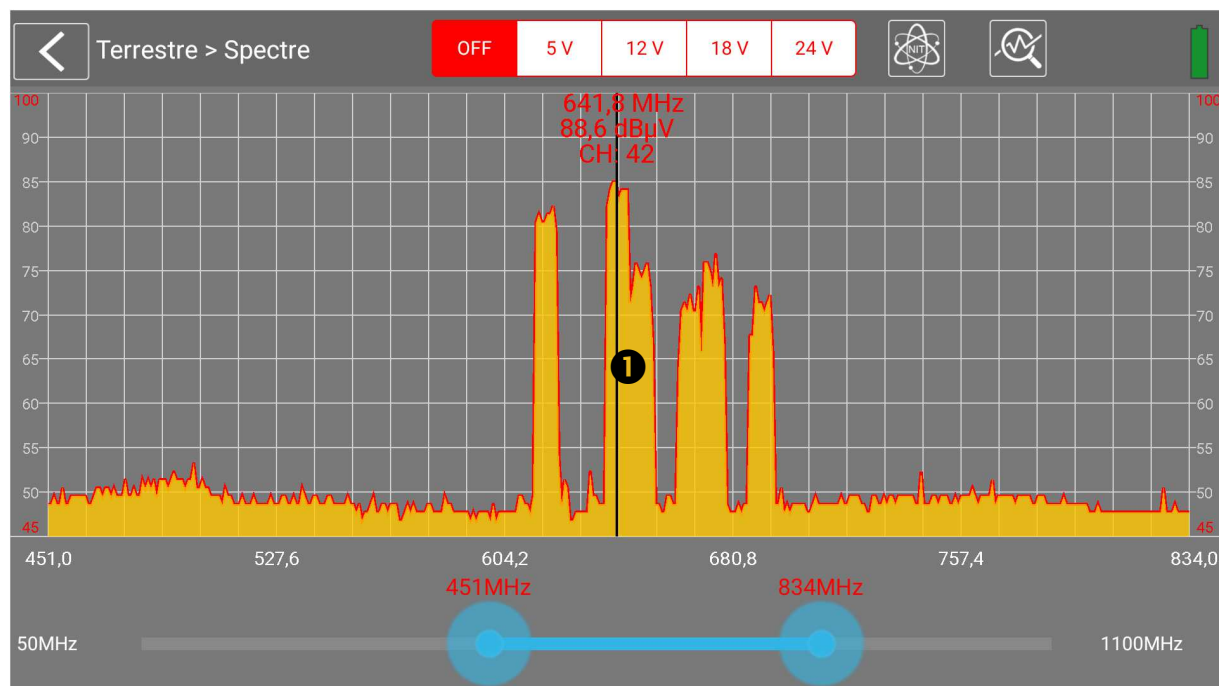 Terrestre > Spectre
OFF 5 V 12 V 18 V 24 V
NIT
641,8 MHz
88,6 dBµV
CH: 42
100 100
90 90
85 85
80 80
75 75
70 70
65 65
1
60 60
55 55
50 50
45 45
451,0 527,6 604,2 680,8 757,4 834,0
451MHz 834MHz
50MHz 1100MHz